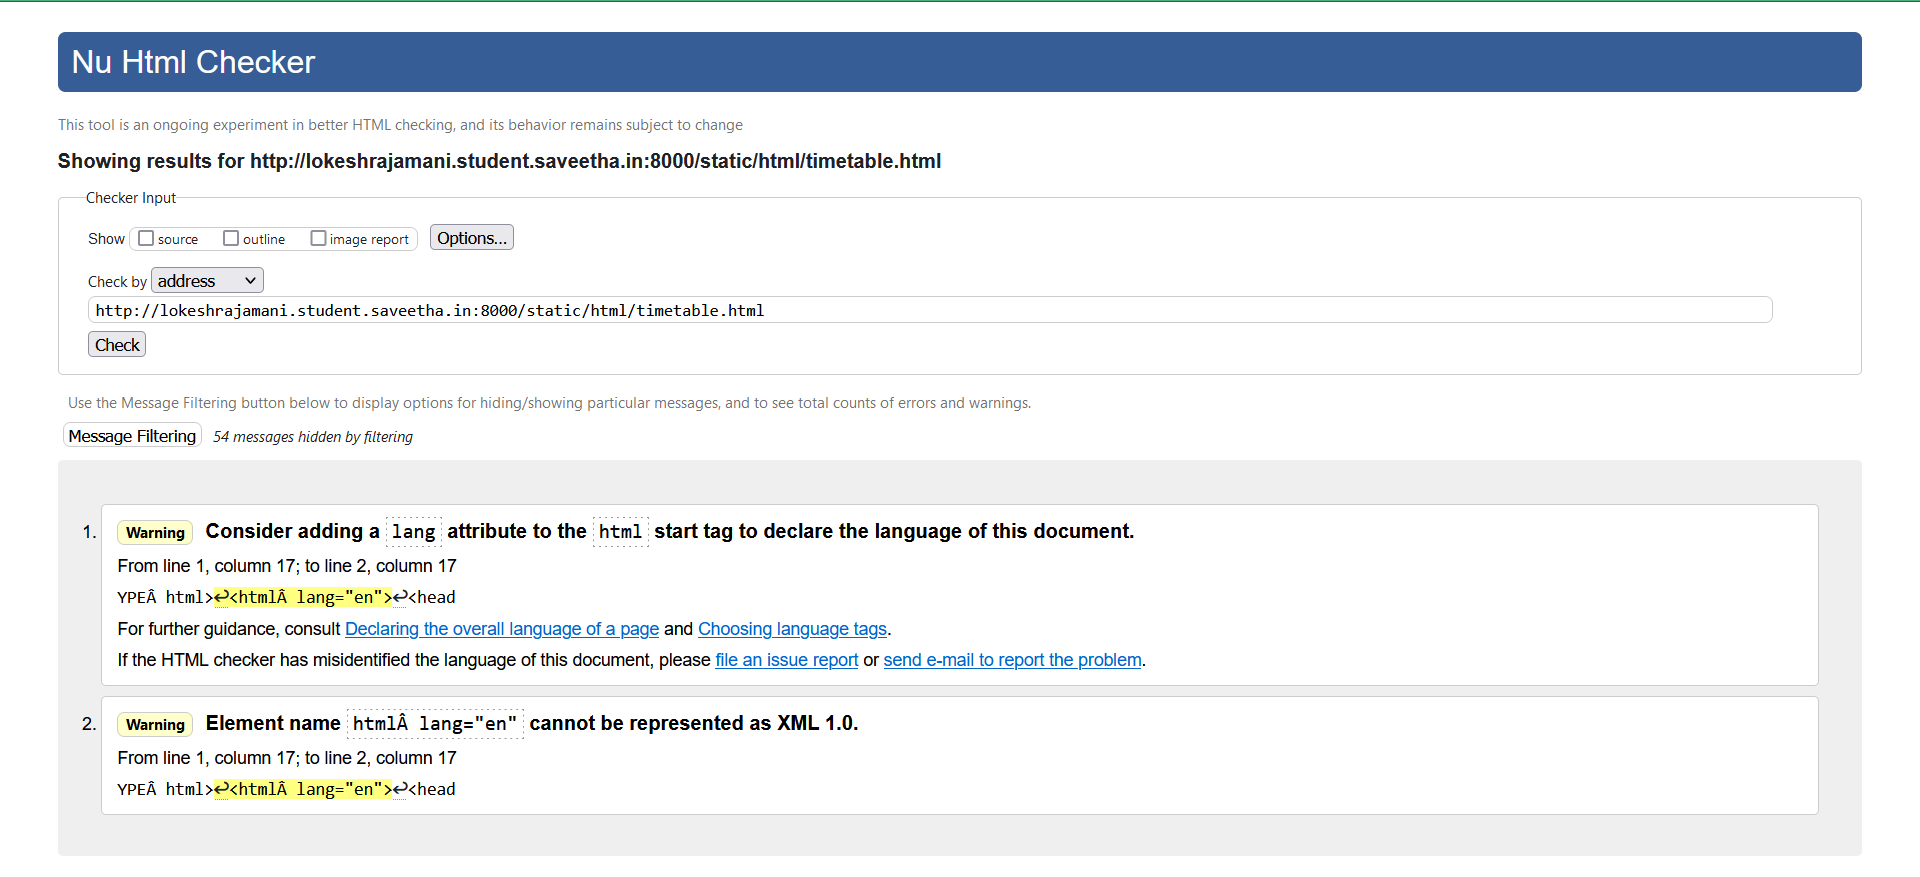 Nu Html Checker
This tool is an ongoing experiment in better HTML checking, and its behavior remains subject to change
Showing results for http://lokeshrajamani.student.saveetha.in:8000/static/html/timetable.html
Checker Input
Show source outline image report Options...
Check by address
http://lokeshrajamani.student.saveetha.in:8000/static/html/timetable.html
Check
Use the Message Filtering button below to display options for hiding/showing particular messages, and to see total counts of errors and warnings.
Message Filtering 54 messages hidden by filtering
1. Warning Consider adding a lang attribute to the html start tag to declare the language of this document.
From line 1, column 17; to line 2, column 17
YPEÂ html>↩<htmlÂ lang="en">↩<head
For further guidance, consult Declaring the overall language of a page and Choosing language tags.
If the HTML checker has misidentified the language of this document, please file an issue report or send e-mail to report the problem.
2. Warning Element name htmlÂ lang="en" cannot be represented as XML 1.0.
From line 1, column 17; to line 2, column 17
YPEÂ html>↩<htmlÂ lang="en">↩<head